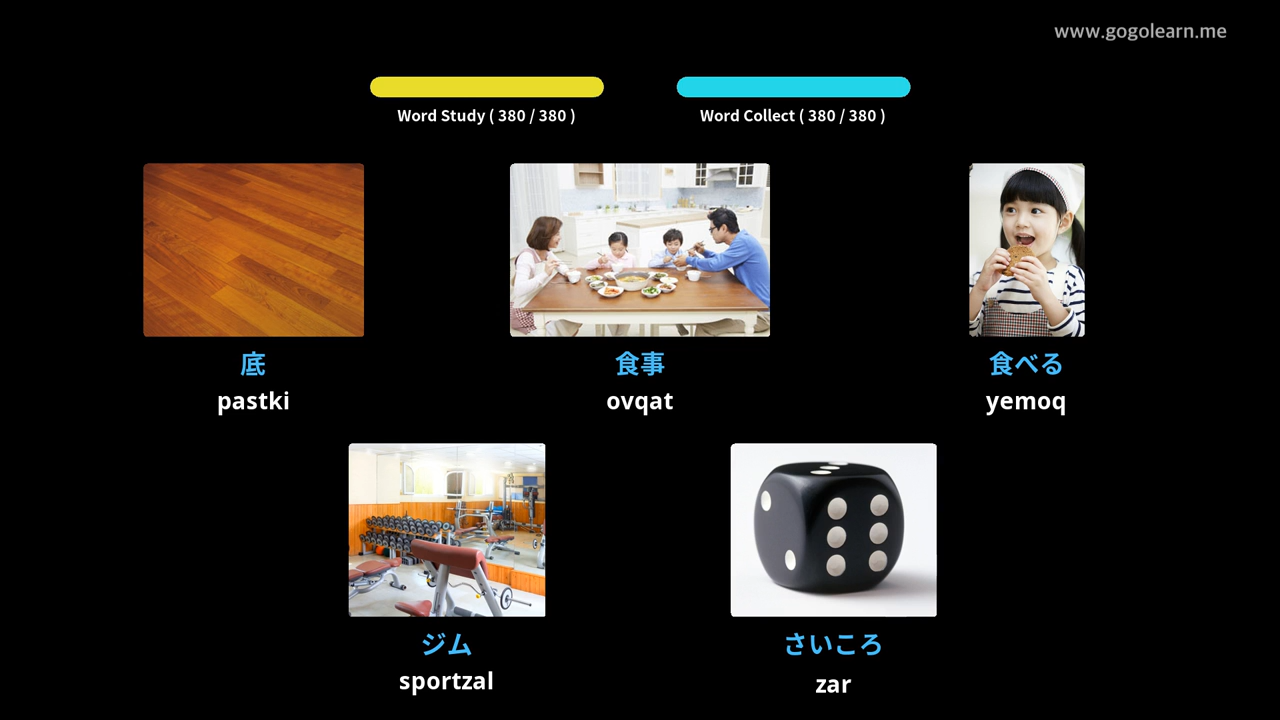 www.gogolearn.me
Word Study ( 380 / 380 )
Word Collect ( 380 / 380 )
底
pastki
食事
ovqat
食べる
yemoq
ジム
sportzal
さいころ
zar